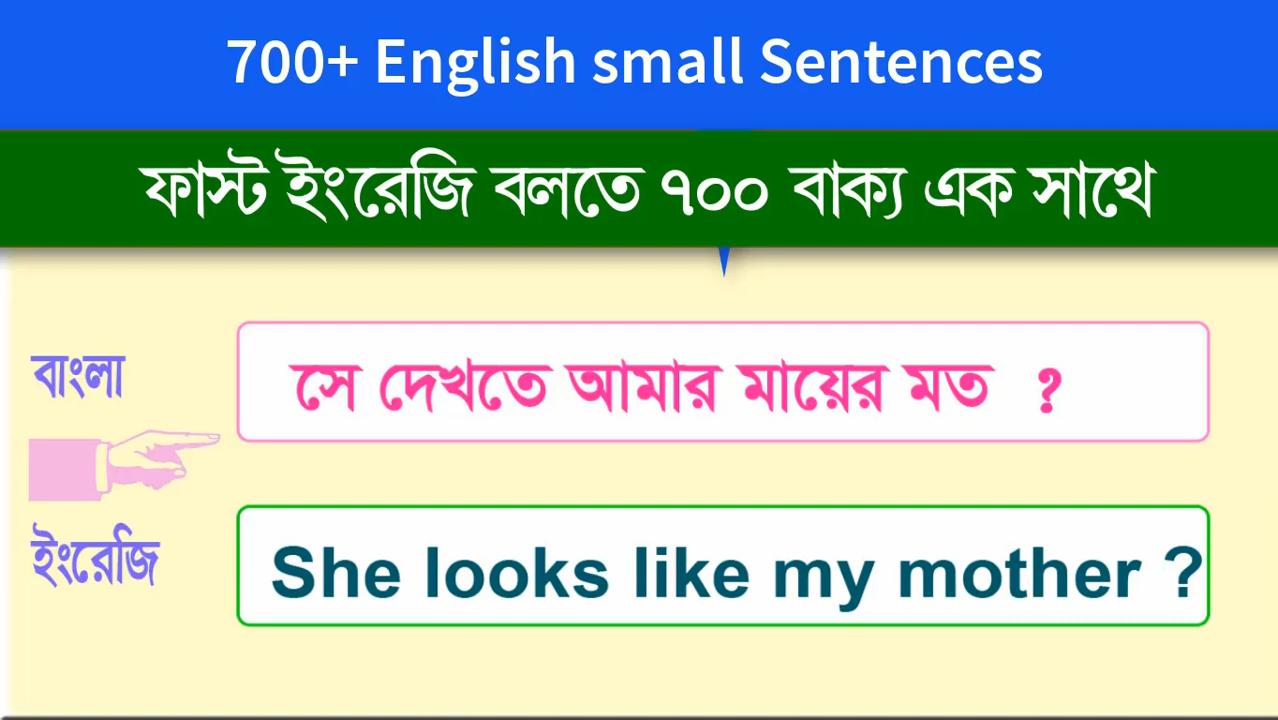 700+ English small Sentences
ফাস্ট ইংরেজি বলতে ৭০০ বাক্য এক সাথে
বাংলা
সে দেখতে আমার মায়ের মত ?
ইংরেজি
She looks like my mother ?